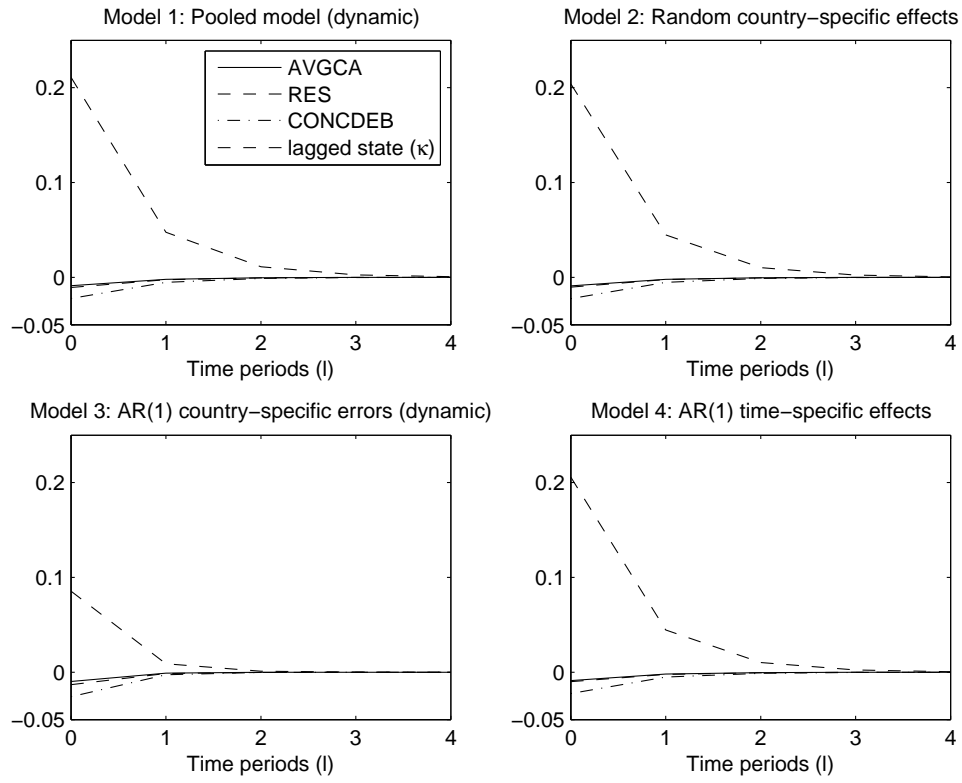 Model 1: Pooled model (dynamic)
0.2
0.1
0
−0.05
0 1 2 3 4
Time periods (l)
AVGCA
RES
CONCDEB
lagged state (κ)
Model 2: Random country−specific effects
0.2
0.1
0
−0.05
0 1 2 3 4
Time periods (l)
Model 3: AR(1) country−specific errors (dynamic)
0.2
0.1
0
−0.05
0 1 2 3 4
Time periods (l)
Model 4: AR(1) time−specific effects
0.2
0.1
0
−0.05
0 1 2 3 4
Time periods (l)